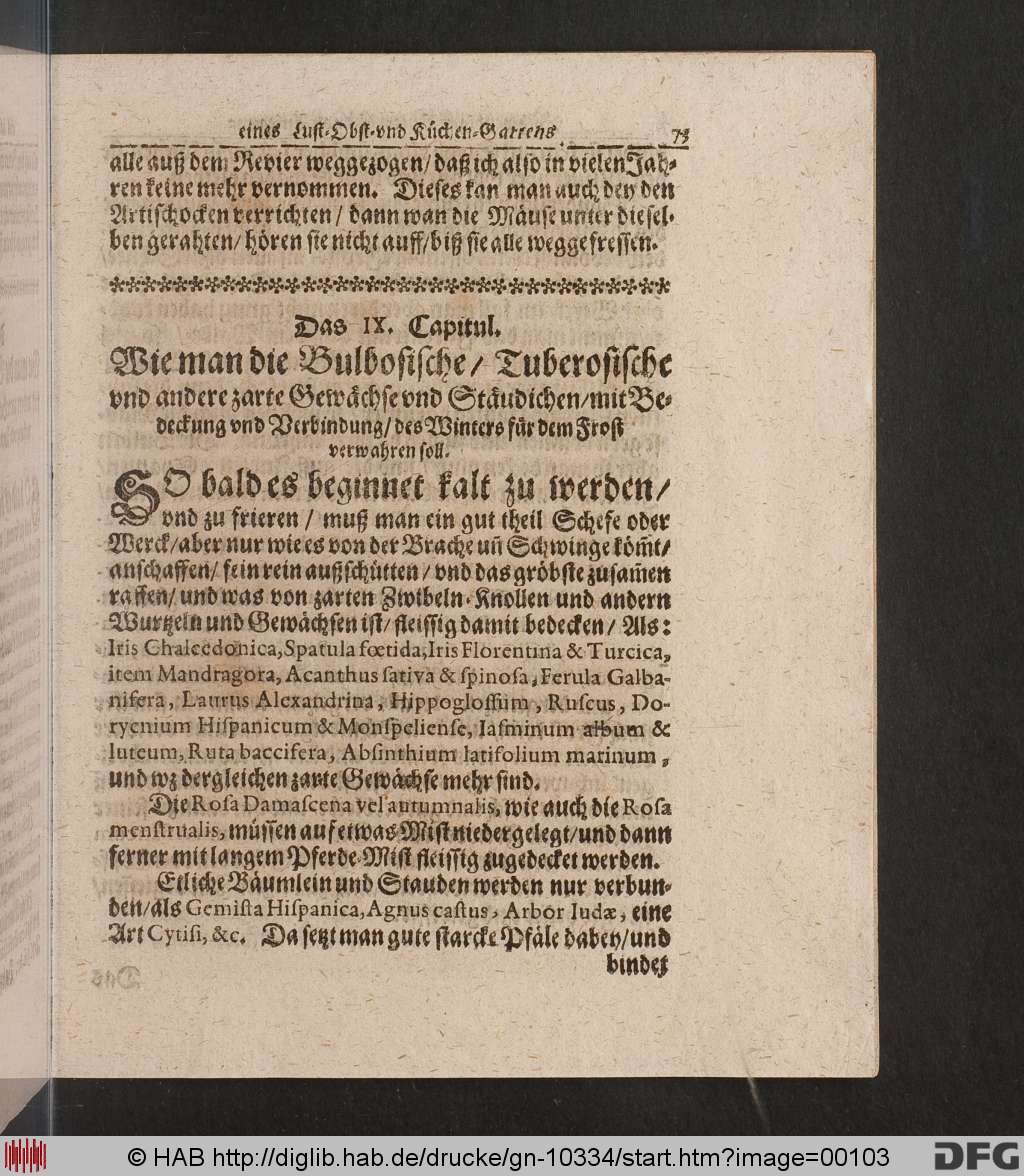 eines Lust-Obst-vnd Küchen-Gartens. 73
alle auß dem Revier weggezogen/ daß ich also in vielen Jah-
ren keine mehr vernommen. Dieses kan man auch bey den
Artischocken verrichten/ dann wan die Mäuse unter diesel-
ben gerahten/ hören sie nicht auff/ biß sie alle weggefressen.
Das IX. Capitul.
Wie man die Bulbosische/ Tuberosische
vnd andere zarte Gewächse vnd Stäudichen/ mit Be-
deckung vnd Verbindung/ des Winters für dem Frost
verwahren soll.
SO bald es beginnet kalt zu werden/
vnd zu frieren / muß man ein gut theil Schefe oder
Werck/ aber nur wie es von der Brache uñ Schwinge köm̃t/
anschaffen/ fein rein außschütten/ vnd das gröbste zusam̃en
raffen/ und was von zarten Zwibeln-Knollen und andern
Wurtzeln und Gewächsen ist/ fleissig damit bedecken/ Als:
Iris Chalcedonica, Spatula fœtida, Iris Florentina & Turcica,
item Mandragora, Acanthus sativa & spinosa, Ferula Galba-
nifera, Laurus Alexandrina, Hippoglossum, Ruscus, Do-
rycnium Hispanicum & Monspeliense, Iasminum album &
luteum, Ruta baccifera, Absinthium latifolium marinum,
und wz dergleichen zarte Gewächse mehr sind.
Die Rosa Damascena vel autumnalis, wie auch die Rosa
menstrualis, müssen auf etwas Mist niedergelegt/ und dann
ferner mit langem Pferde-Mist fleissig zugedecket werden.
Etliche Bäumlein und Stauden werden nur verbun-
den/ als Gemista Hispanica, Agnus castus, Arbor Iudæ, eine
Art Cytisi, &c. Da setzt man gute starcke Pfäle dabey/ und
bindet
© HAB http://diglib.hab.de/drucke/gn-10334/start.htm?image=00103
DFG